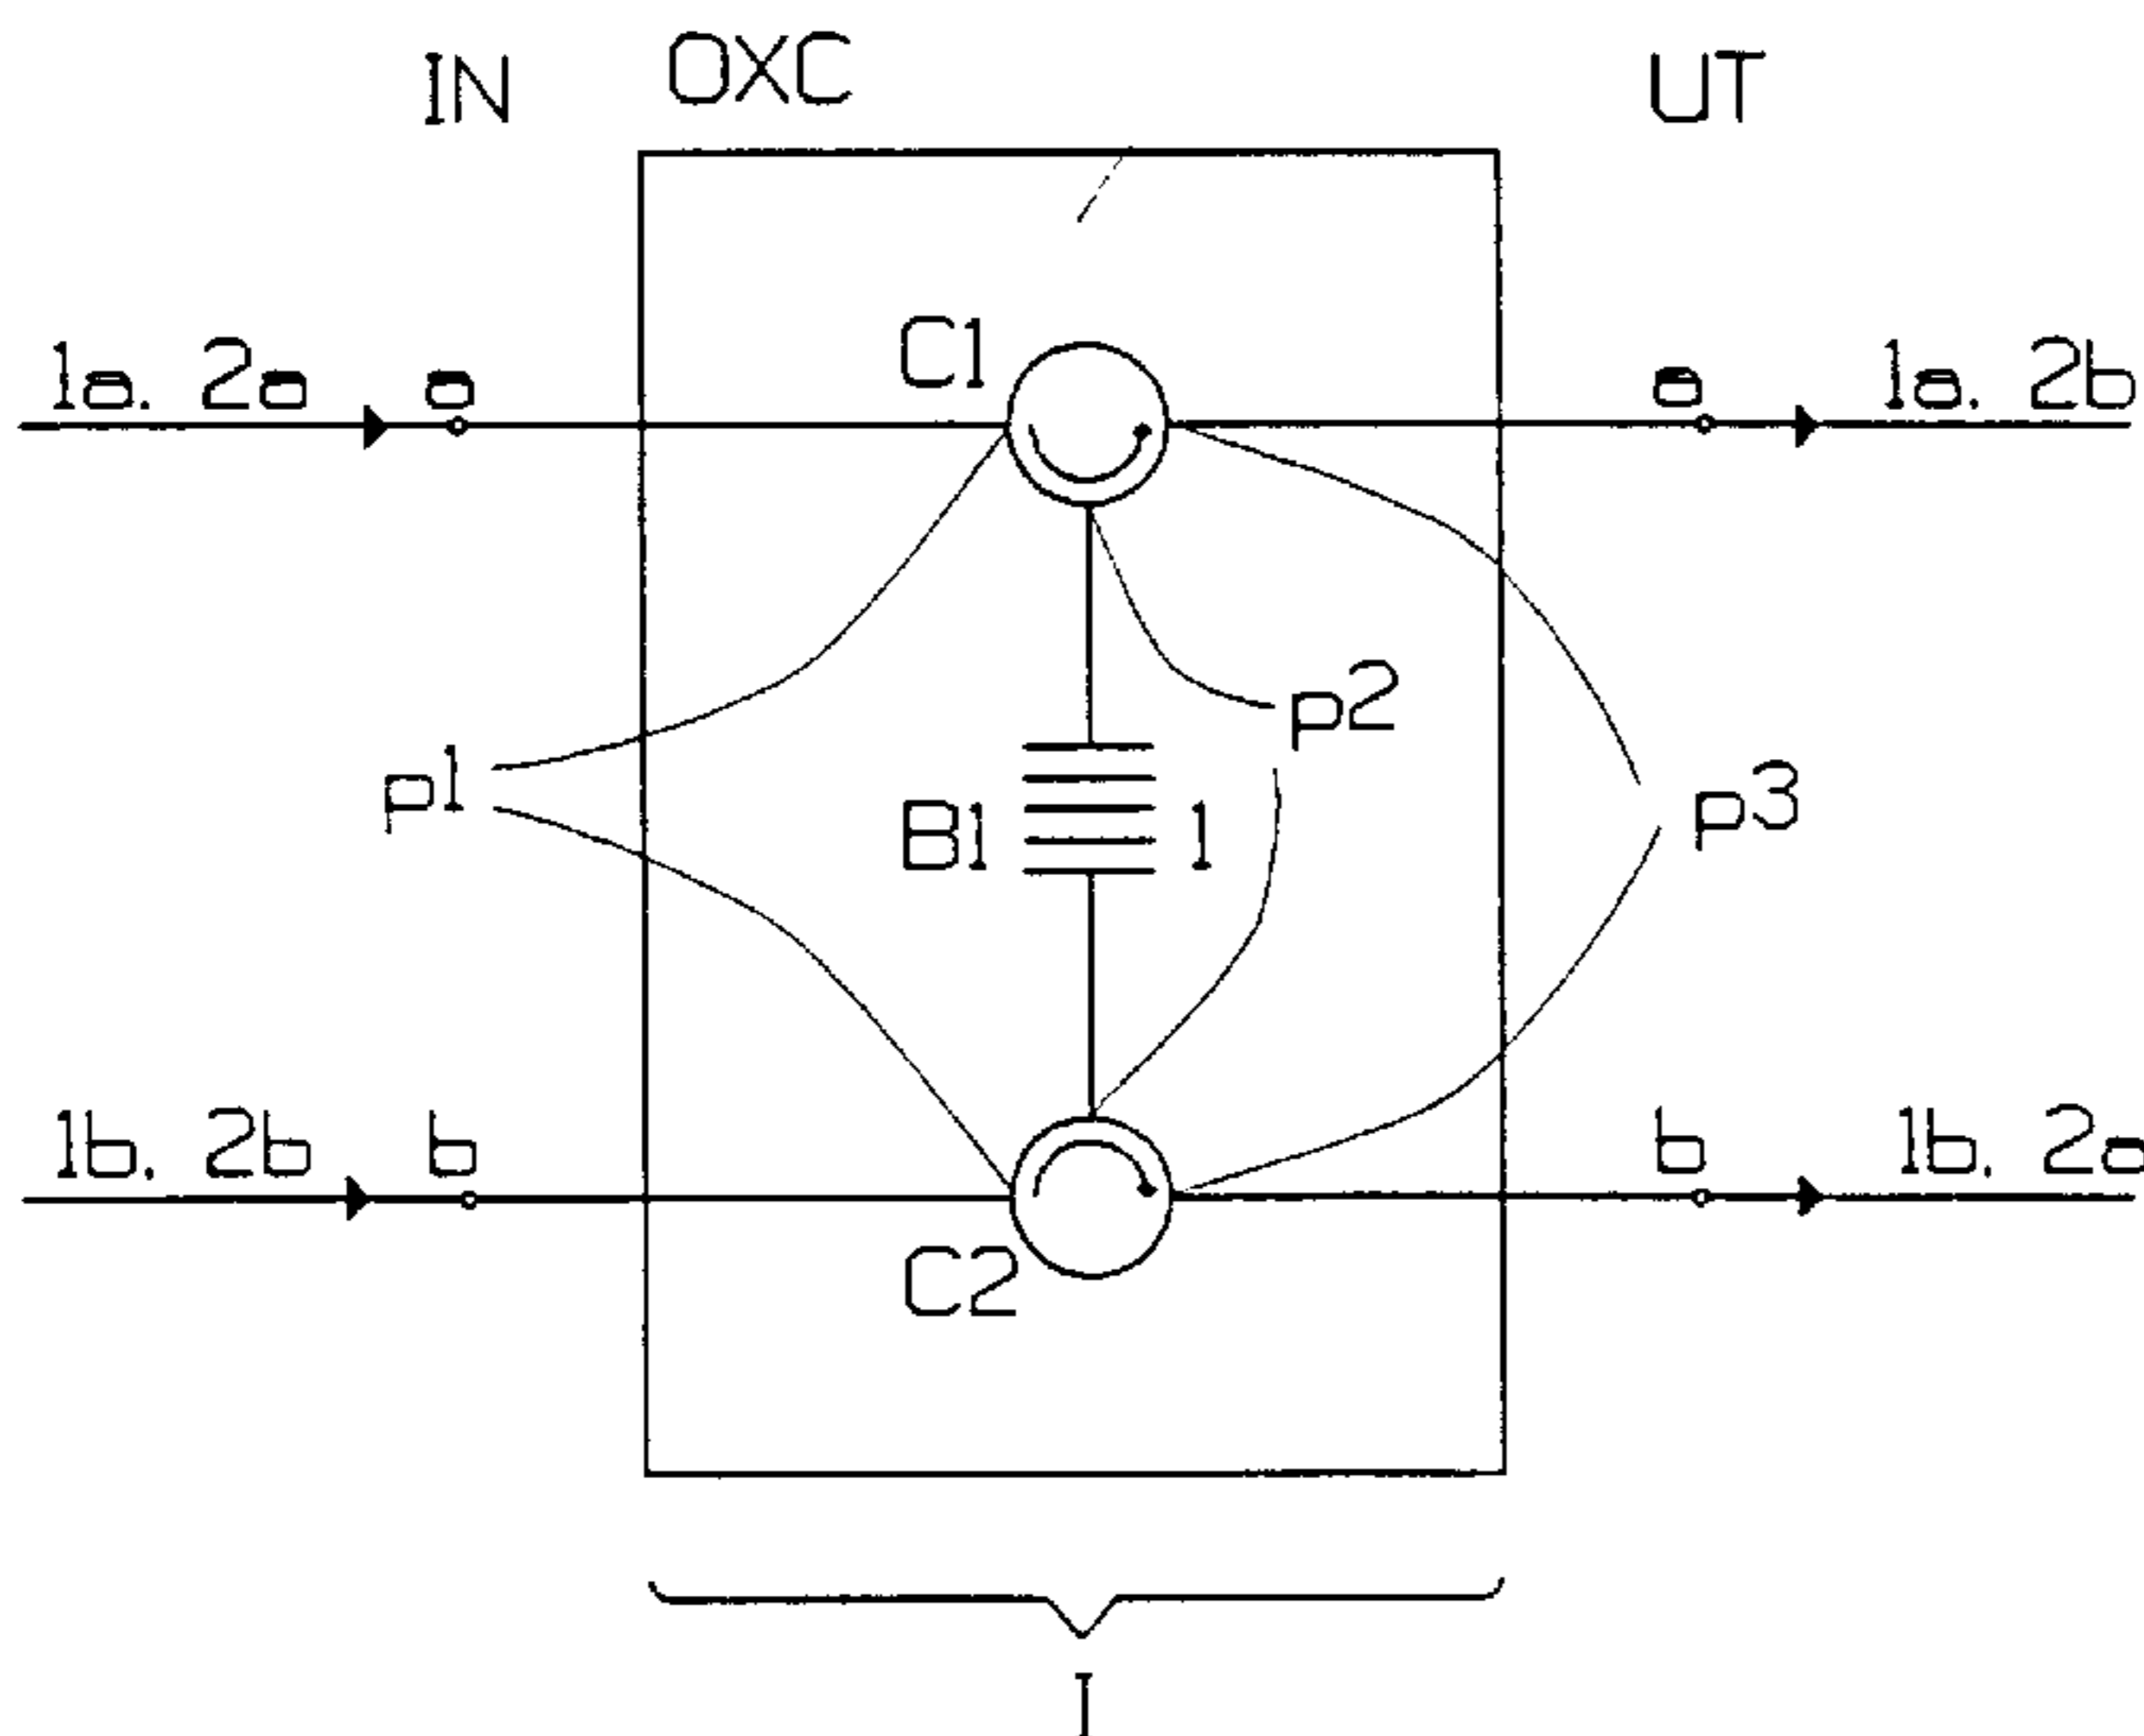 IN OXC UT
1a. 2a a C1 a 1a. 2b
p2
p1 B1 1 p3
1b. 2b b b 1b. 2a
C2
I